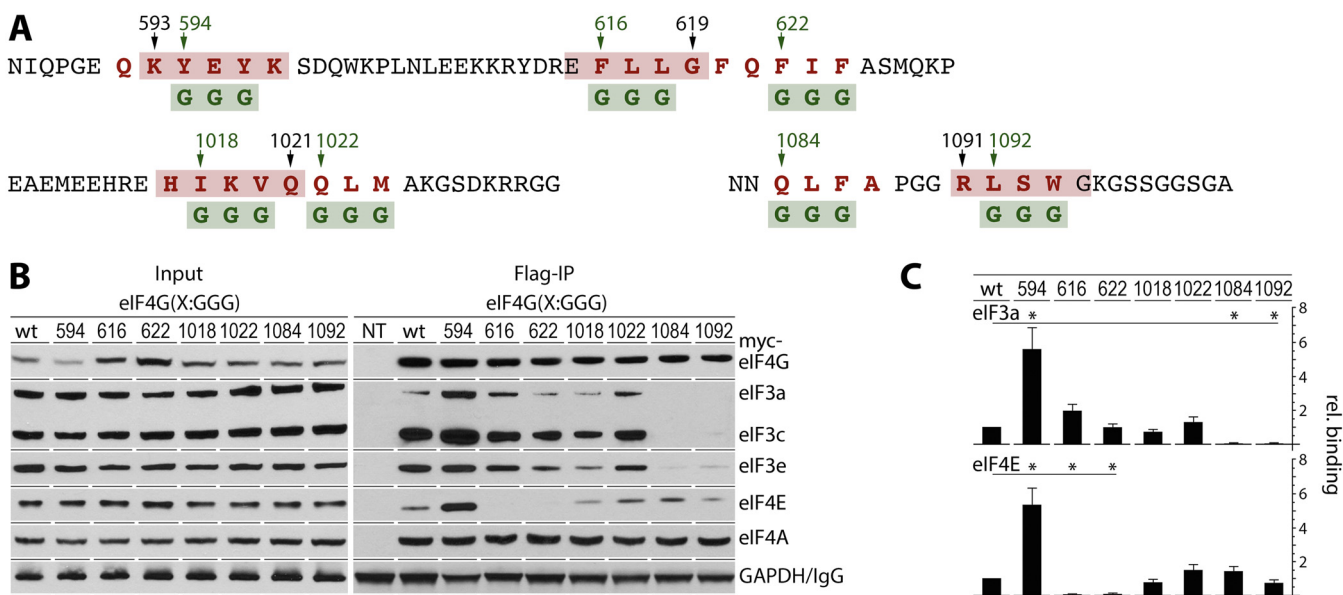 A
593 594 616 619 622
NIQPGE Q K Y E Y K SDQWKPLNLEEKKRYDRE F L L G F Q F I F ASMQKP
G G G G G G G G G
1018 1021 1022 1084 1091 1092
EAEMEEHRE H I K V Q Q L M AKGSDKRRGG NN Q L F A PGG R L S W GKGSSGGSGA
G G G G G G G G G G G G
B
Input Flag-IP
eIF4G(X:GGG) eIF4G(X:GGG)
wt 594 616 622 1018 1022 1084 1092 NT wt 594 616 622 1018 1022 1084 1092
myc-
eIF4G
eIF3a
eIF3c
eIF3e
eIF4E
eIF4A
GAPDH/IgG
C
wt 594 616 622 1018 1022 1084 1092
eIF3a * * *
8
6
4
2
eIF4E * * *
8
6
4
2
rel. binding